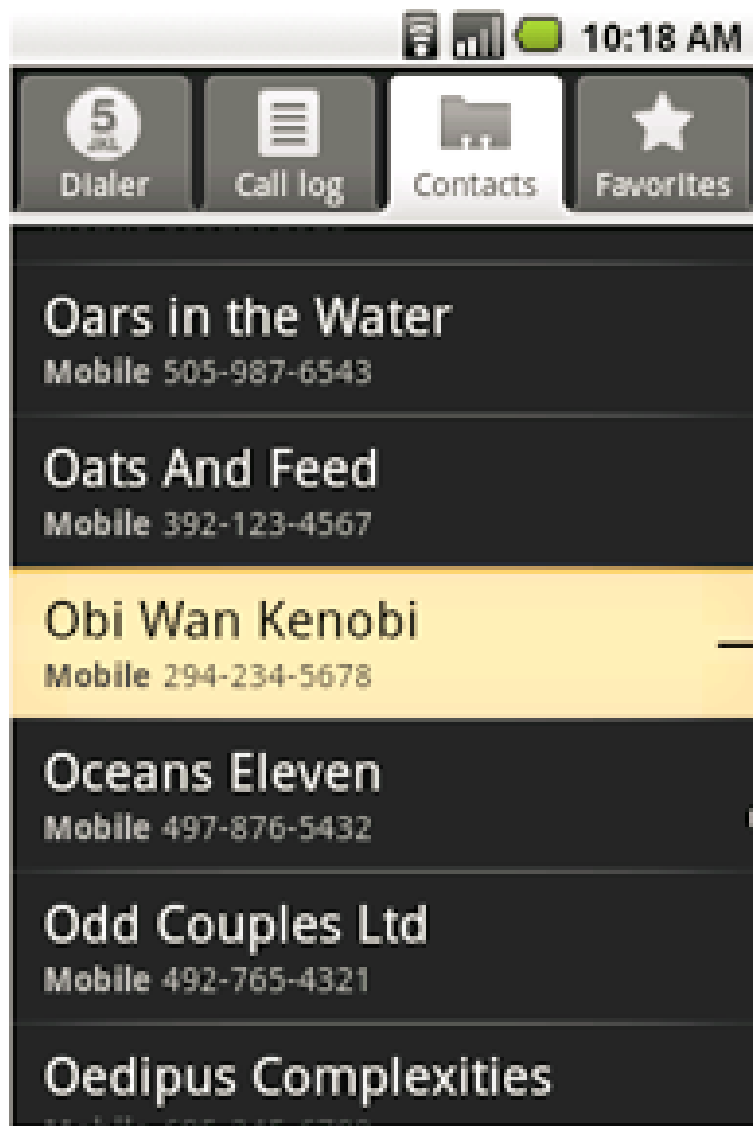 10:18 AM
5
Dialer
Call log
Contacts
Favorites
Oars in the Water
Mobile 505-987-6543
Oats And Feed
Mobile 392-123-4567
Obi Wan Kenobi
Mobile 294-234-5678
Oceans Eleven
Mobile 497-876-5432
Odd Couples Ltd
Mobile 492-765-4321
Oedipus Complexities